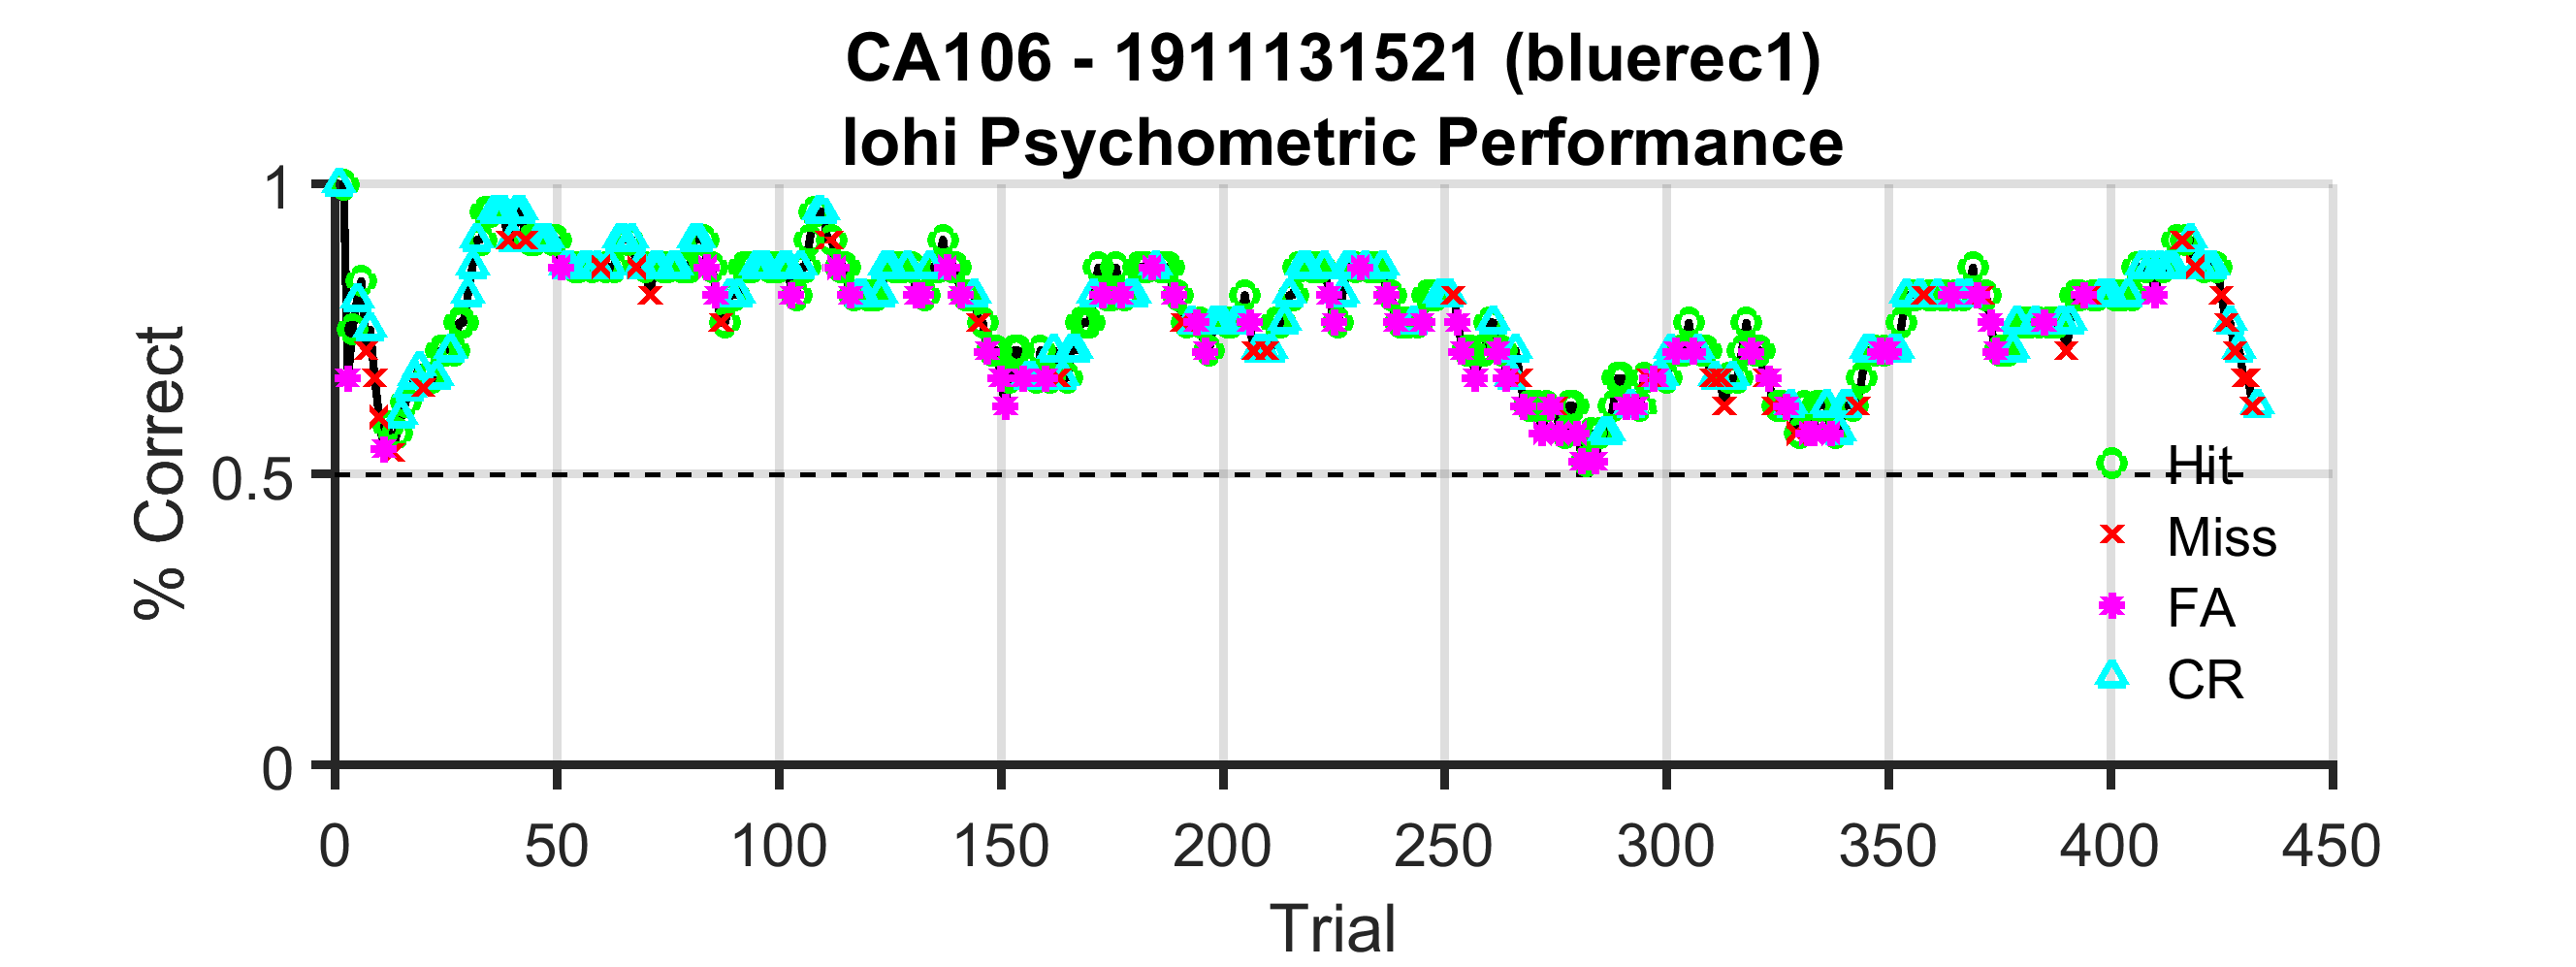 CA106 - 1911131521 (bluerec1)
lohi Psychometric Performance
1
0.5
0
% Correct
Hit
Miss
FA
CR
0 50 100 150 200 250 300 350 400 450
Trial